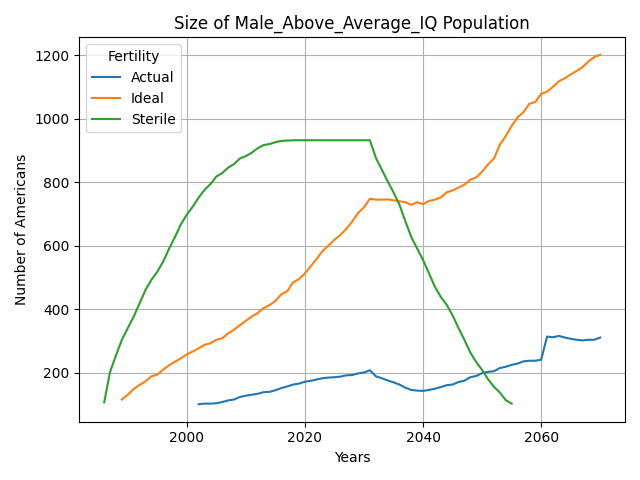 Size of Male_Above_Average_IQ Population
Fertility
Actual
Ideal
Sterile
Number of Americans
1200
1000
800
600
400
200
2000
2020
2040
2060
Years